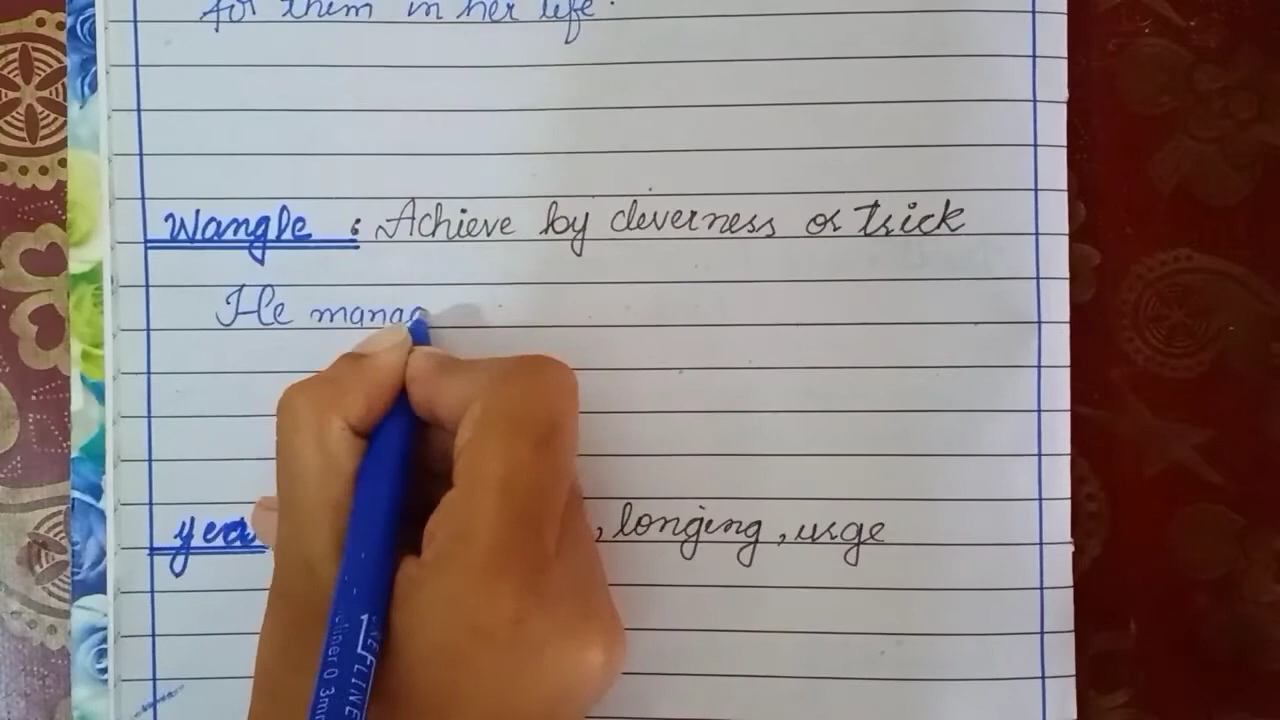 for them in her life.
Wangle : Achieve by cleverness or trick
He manag
, longing, urge